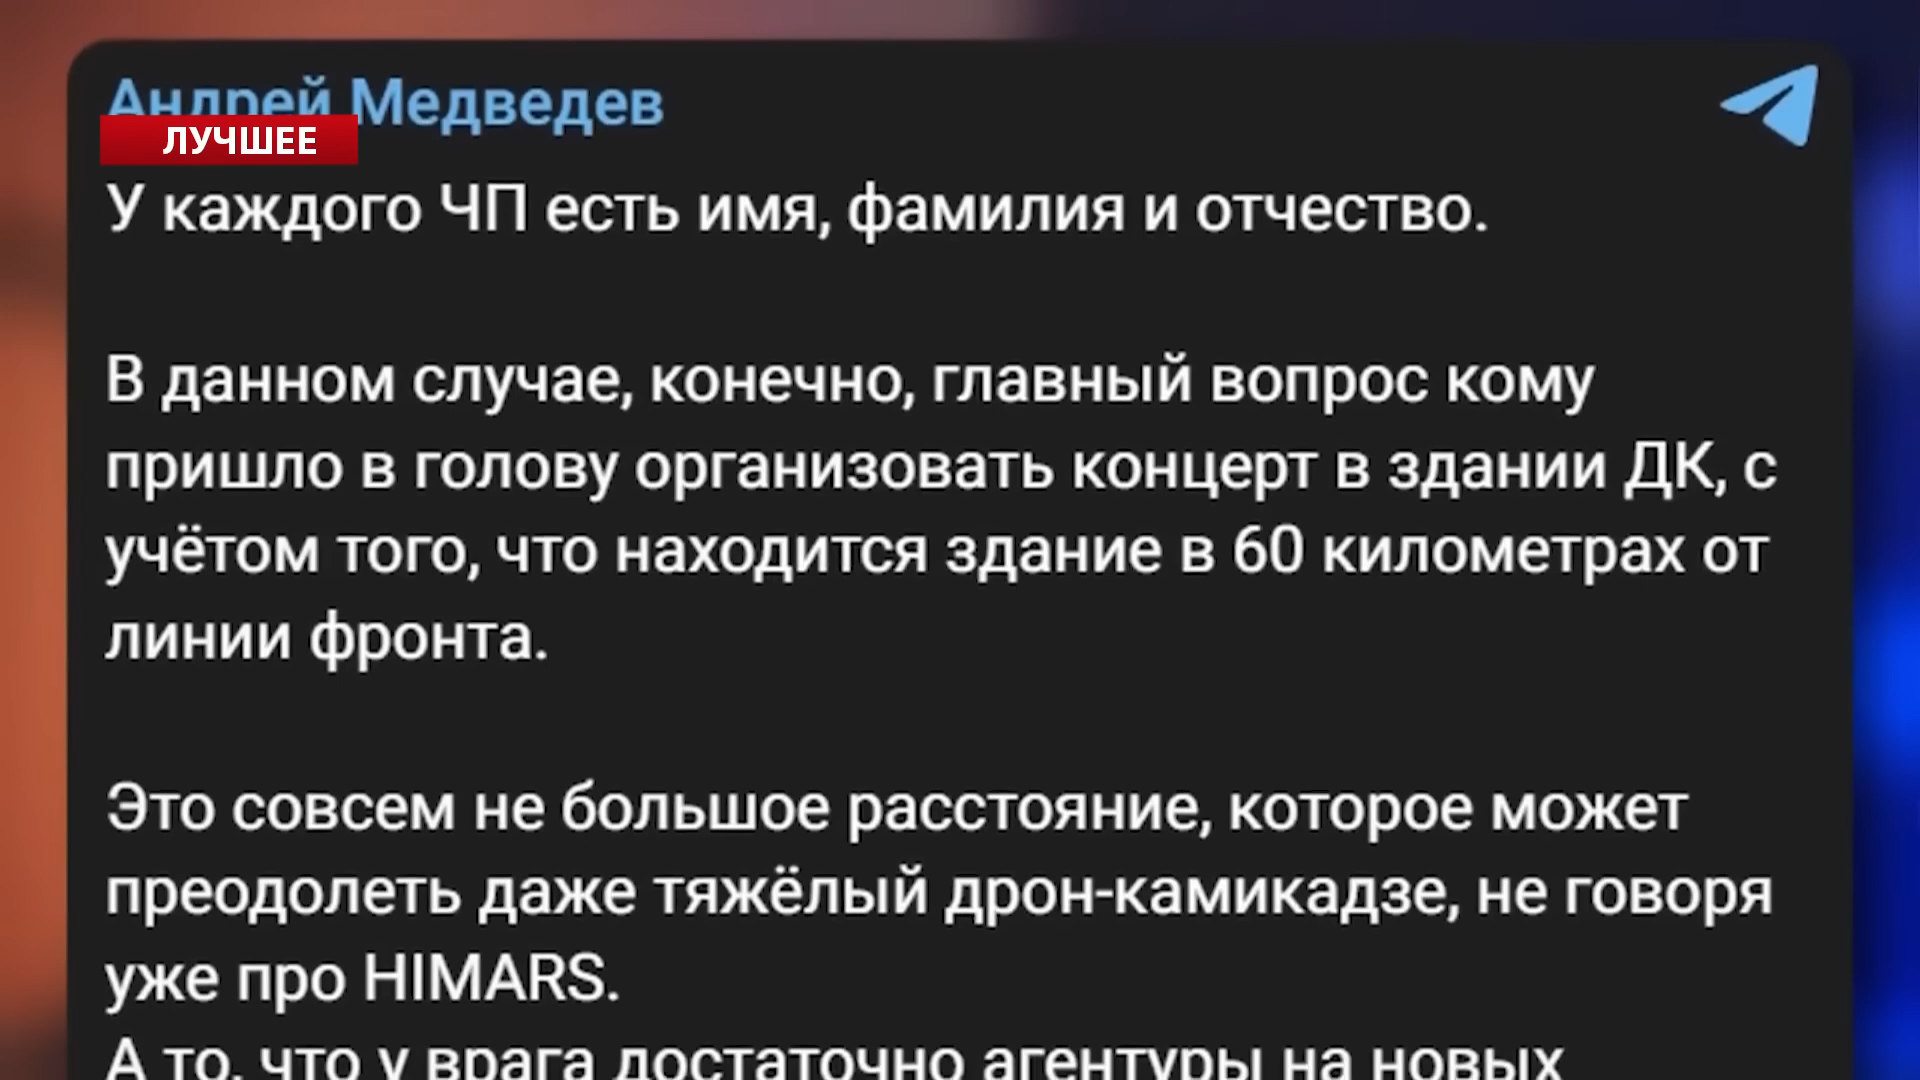 Андрей Медведев
ЛУЧШЕЕ
У каждого ЧП есть имя, фамилия и отчество.
В данном случае, конечно, главный вопрос кому
пришло в голову организовать концерт в здании ДК, с
учётом того, что находится здание в 60 километрах от
линии фронта.
Это совсем не большое расстояние, которое может
преодолеть даже тяжёлый дрон-камикадзе, не говоря
уже про HIMARS.
А то, что у врага достаточно агентуры на новых